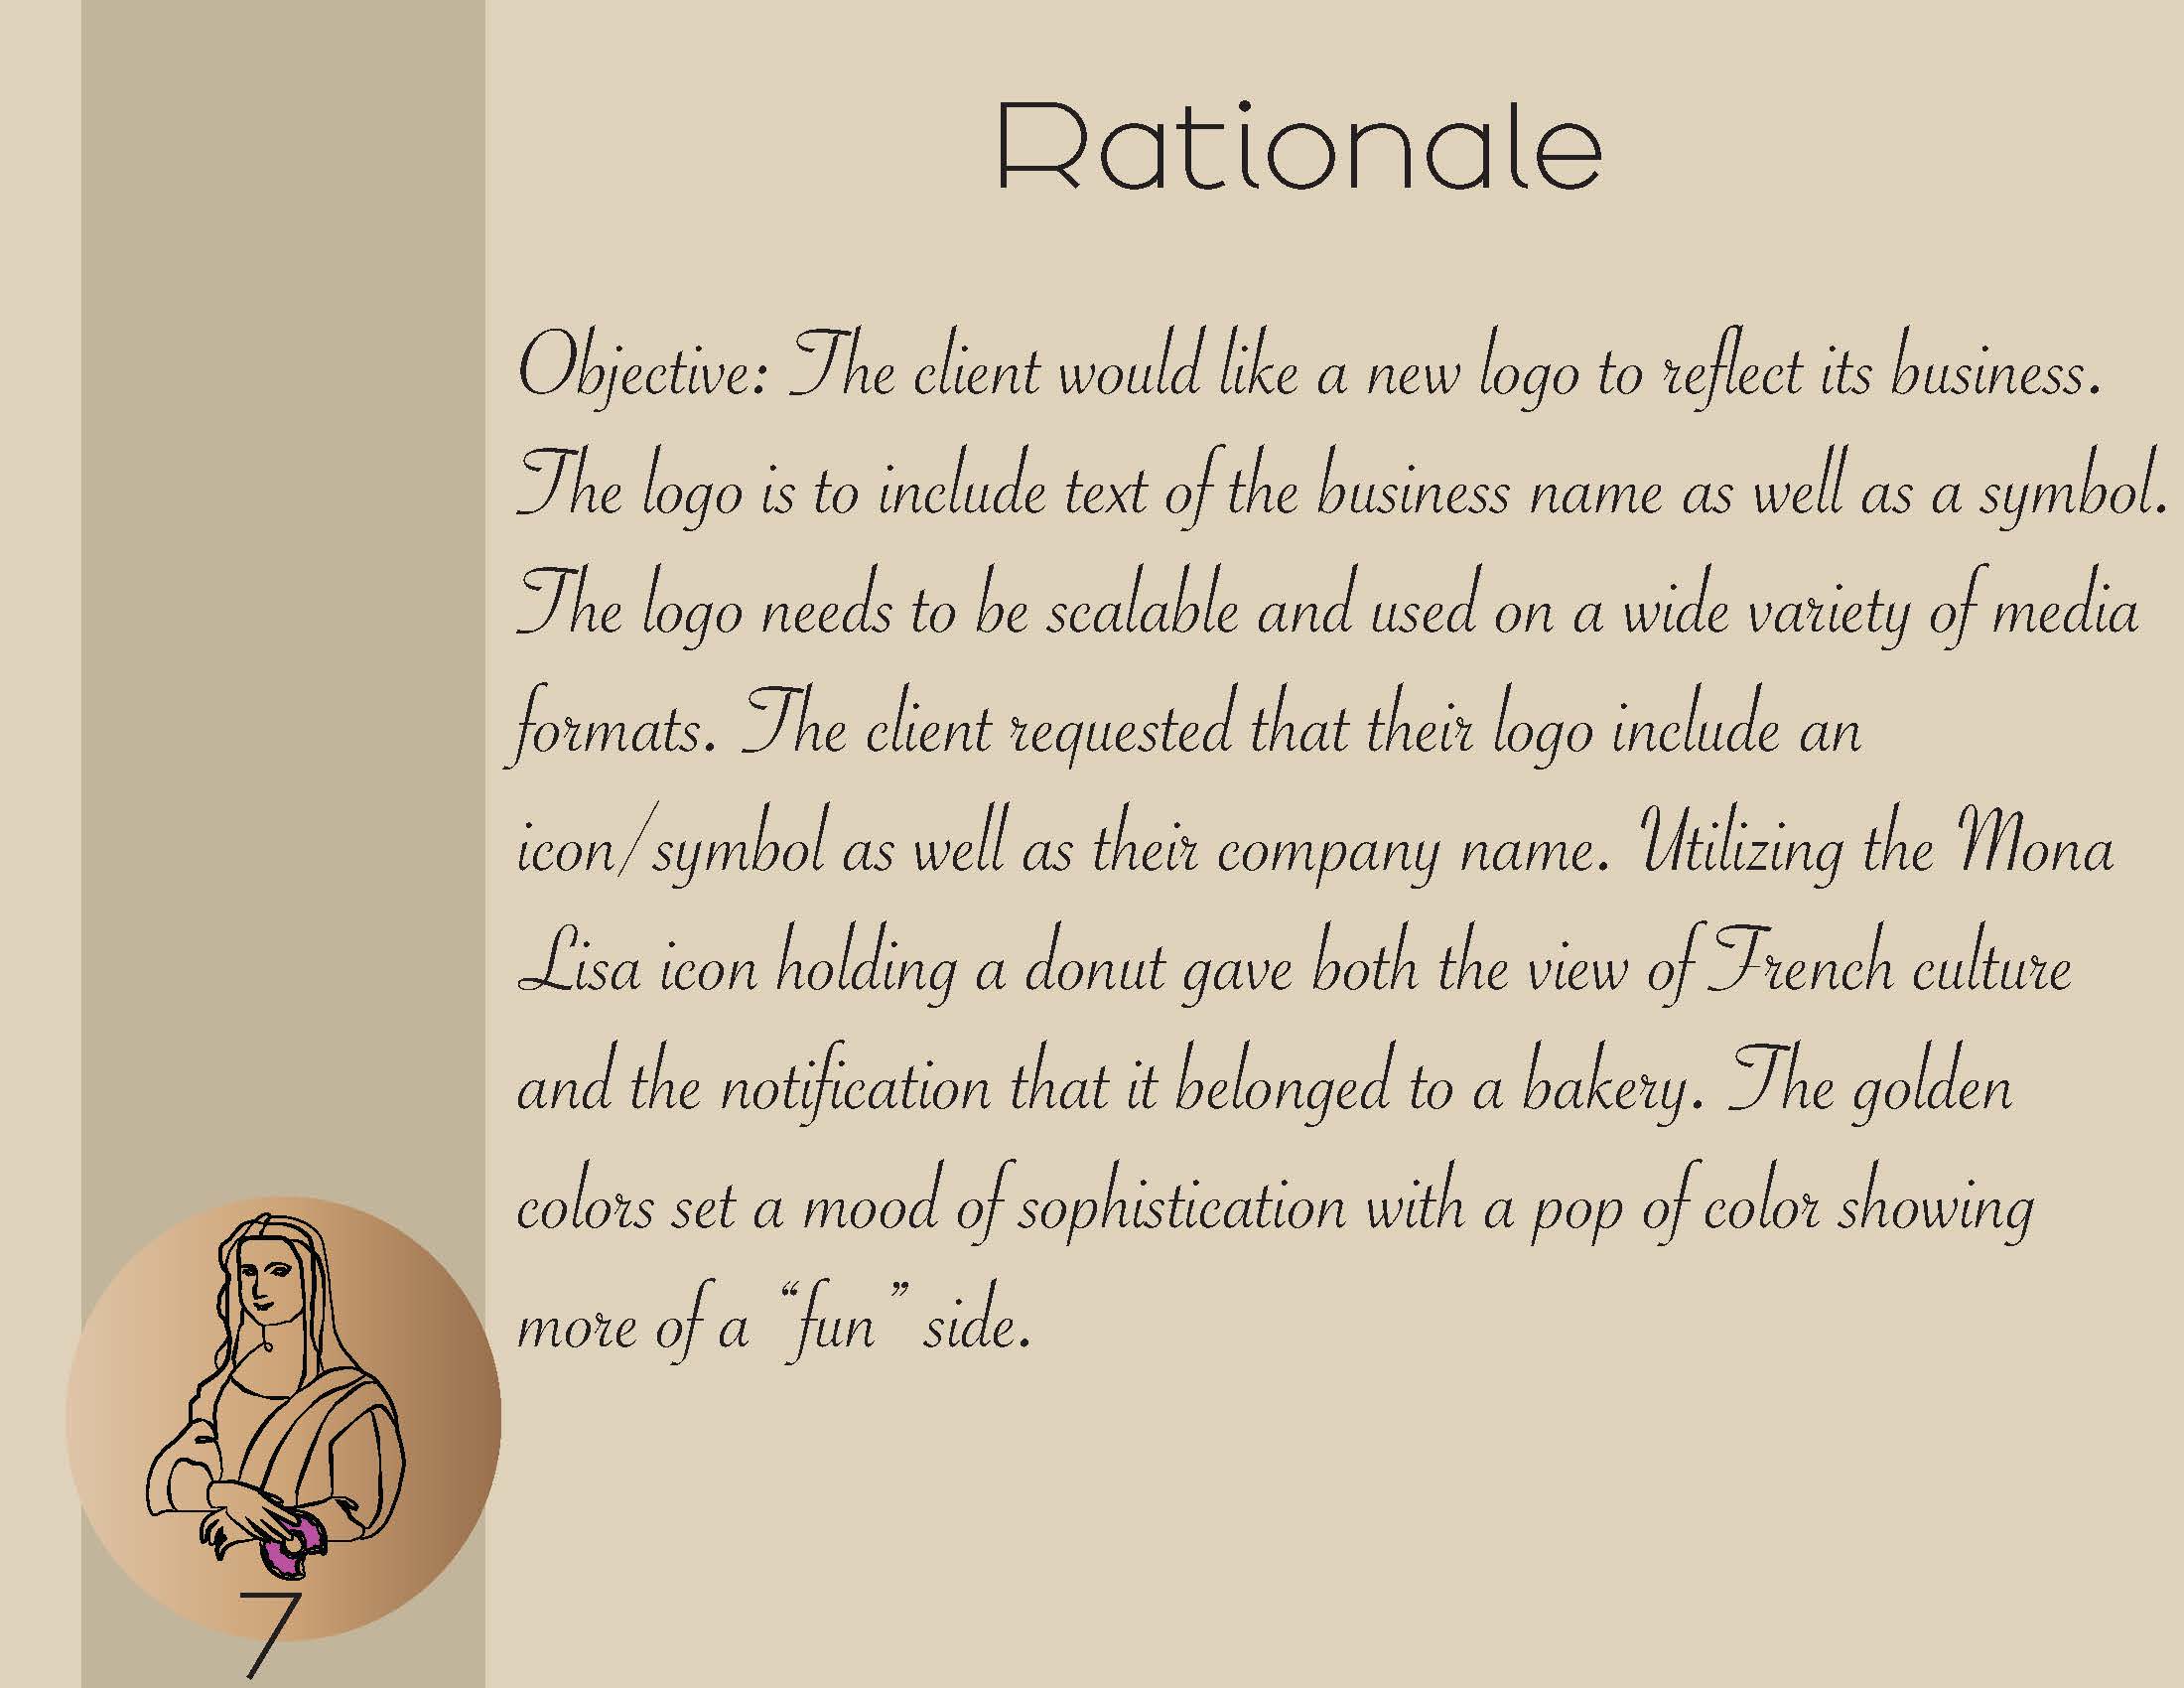 Rationale
Objective: The client would like a new logo to reflect its business.
The logo is to include text of the business name as well as a symbol.
The logo needs to be scalable and used on a wide variety of media
formats. The client requested that their logo include an
icon/symbol as well as their company name. Utilizing the Mona
Lisa icon holding a donut gave both the view of French culture
and the notification that it belonged to a bakery. The golden
colors set a mood of sophistication with a pop of color showing
more of a “fun” side.
7